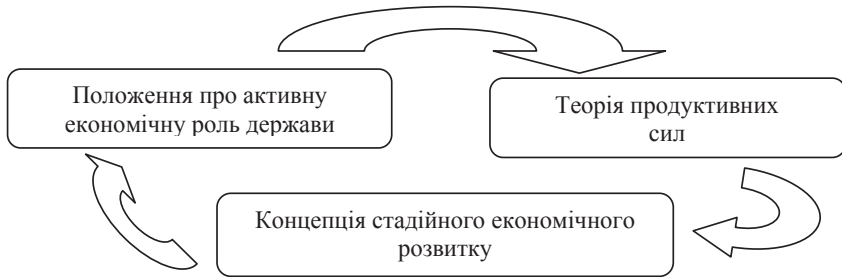 Положення про активну
економічну роль держави
Теорія продуктивних
сил
Концепція стадійного економічного
розвитку